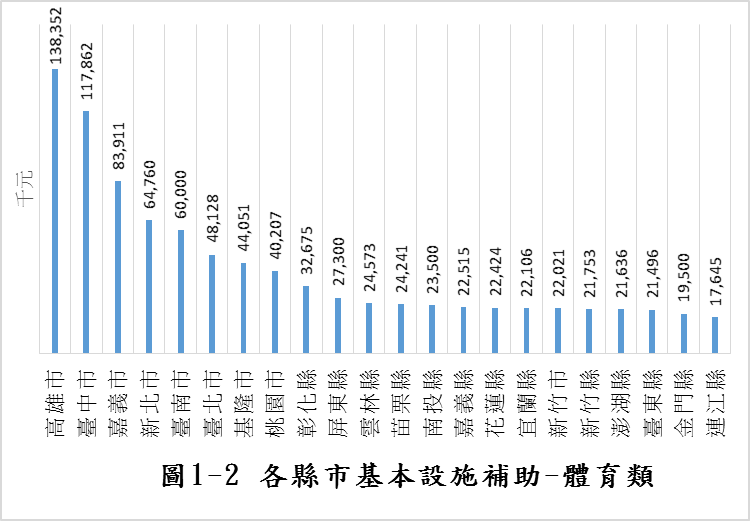 138,352
117,862
83,911
64,760
60,000
48,128
44,051
40,207
32,675
27,300
24,573
24,241
23,500
22,515
22,424
22,106
22,021
21,753
21,636
21,496
19,500
17,645
千元
高雄市
臺中市
嘉義市
新北市
臺南市
臺北市
基隆市
桃園市
彰化縣
屏東縣
雲林縣
苗栗縣
南投縣
嘉義縣
花蓮縣
宜蘭縣
新竹市
新竹縣
澎湖縣
臺東縣
金門縣
連江縣
圖1-2 各縣市基本設施補助-體育類